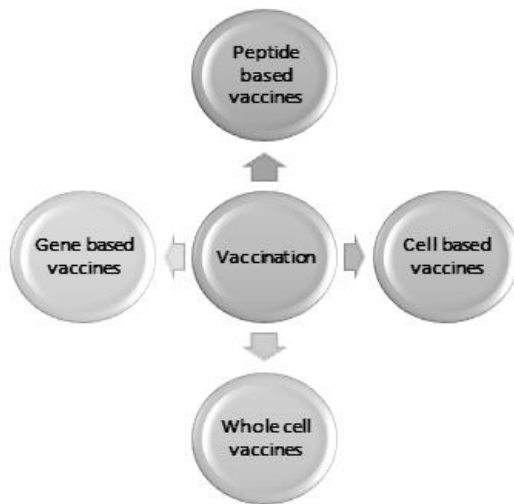 Peptide
based
vaccines
Gene based
vaccines
Vaccination
Cell based
vaccines
Whole cell
vaccines